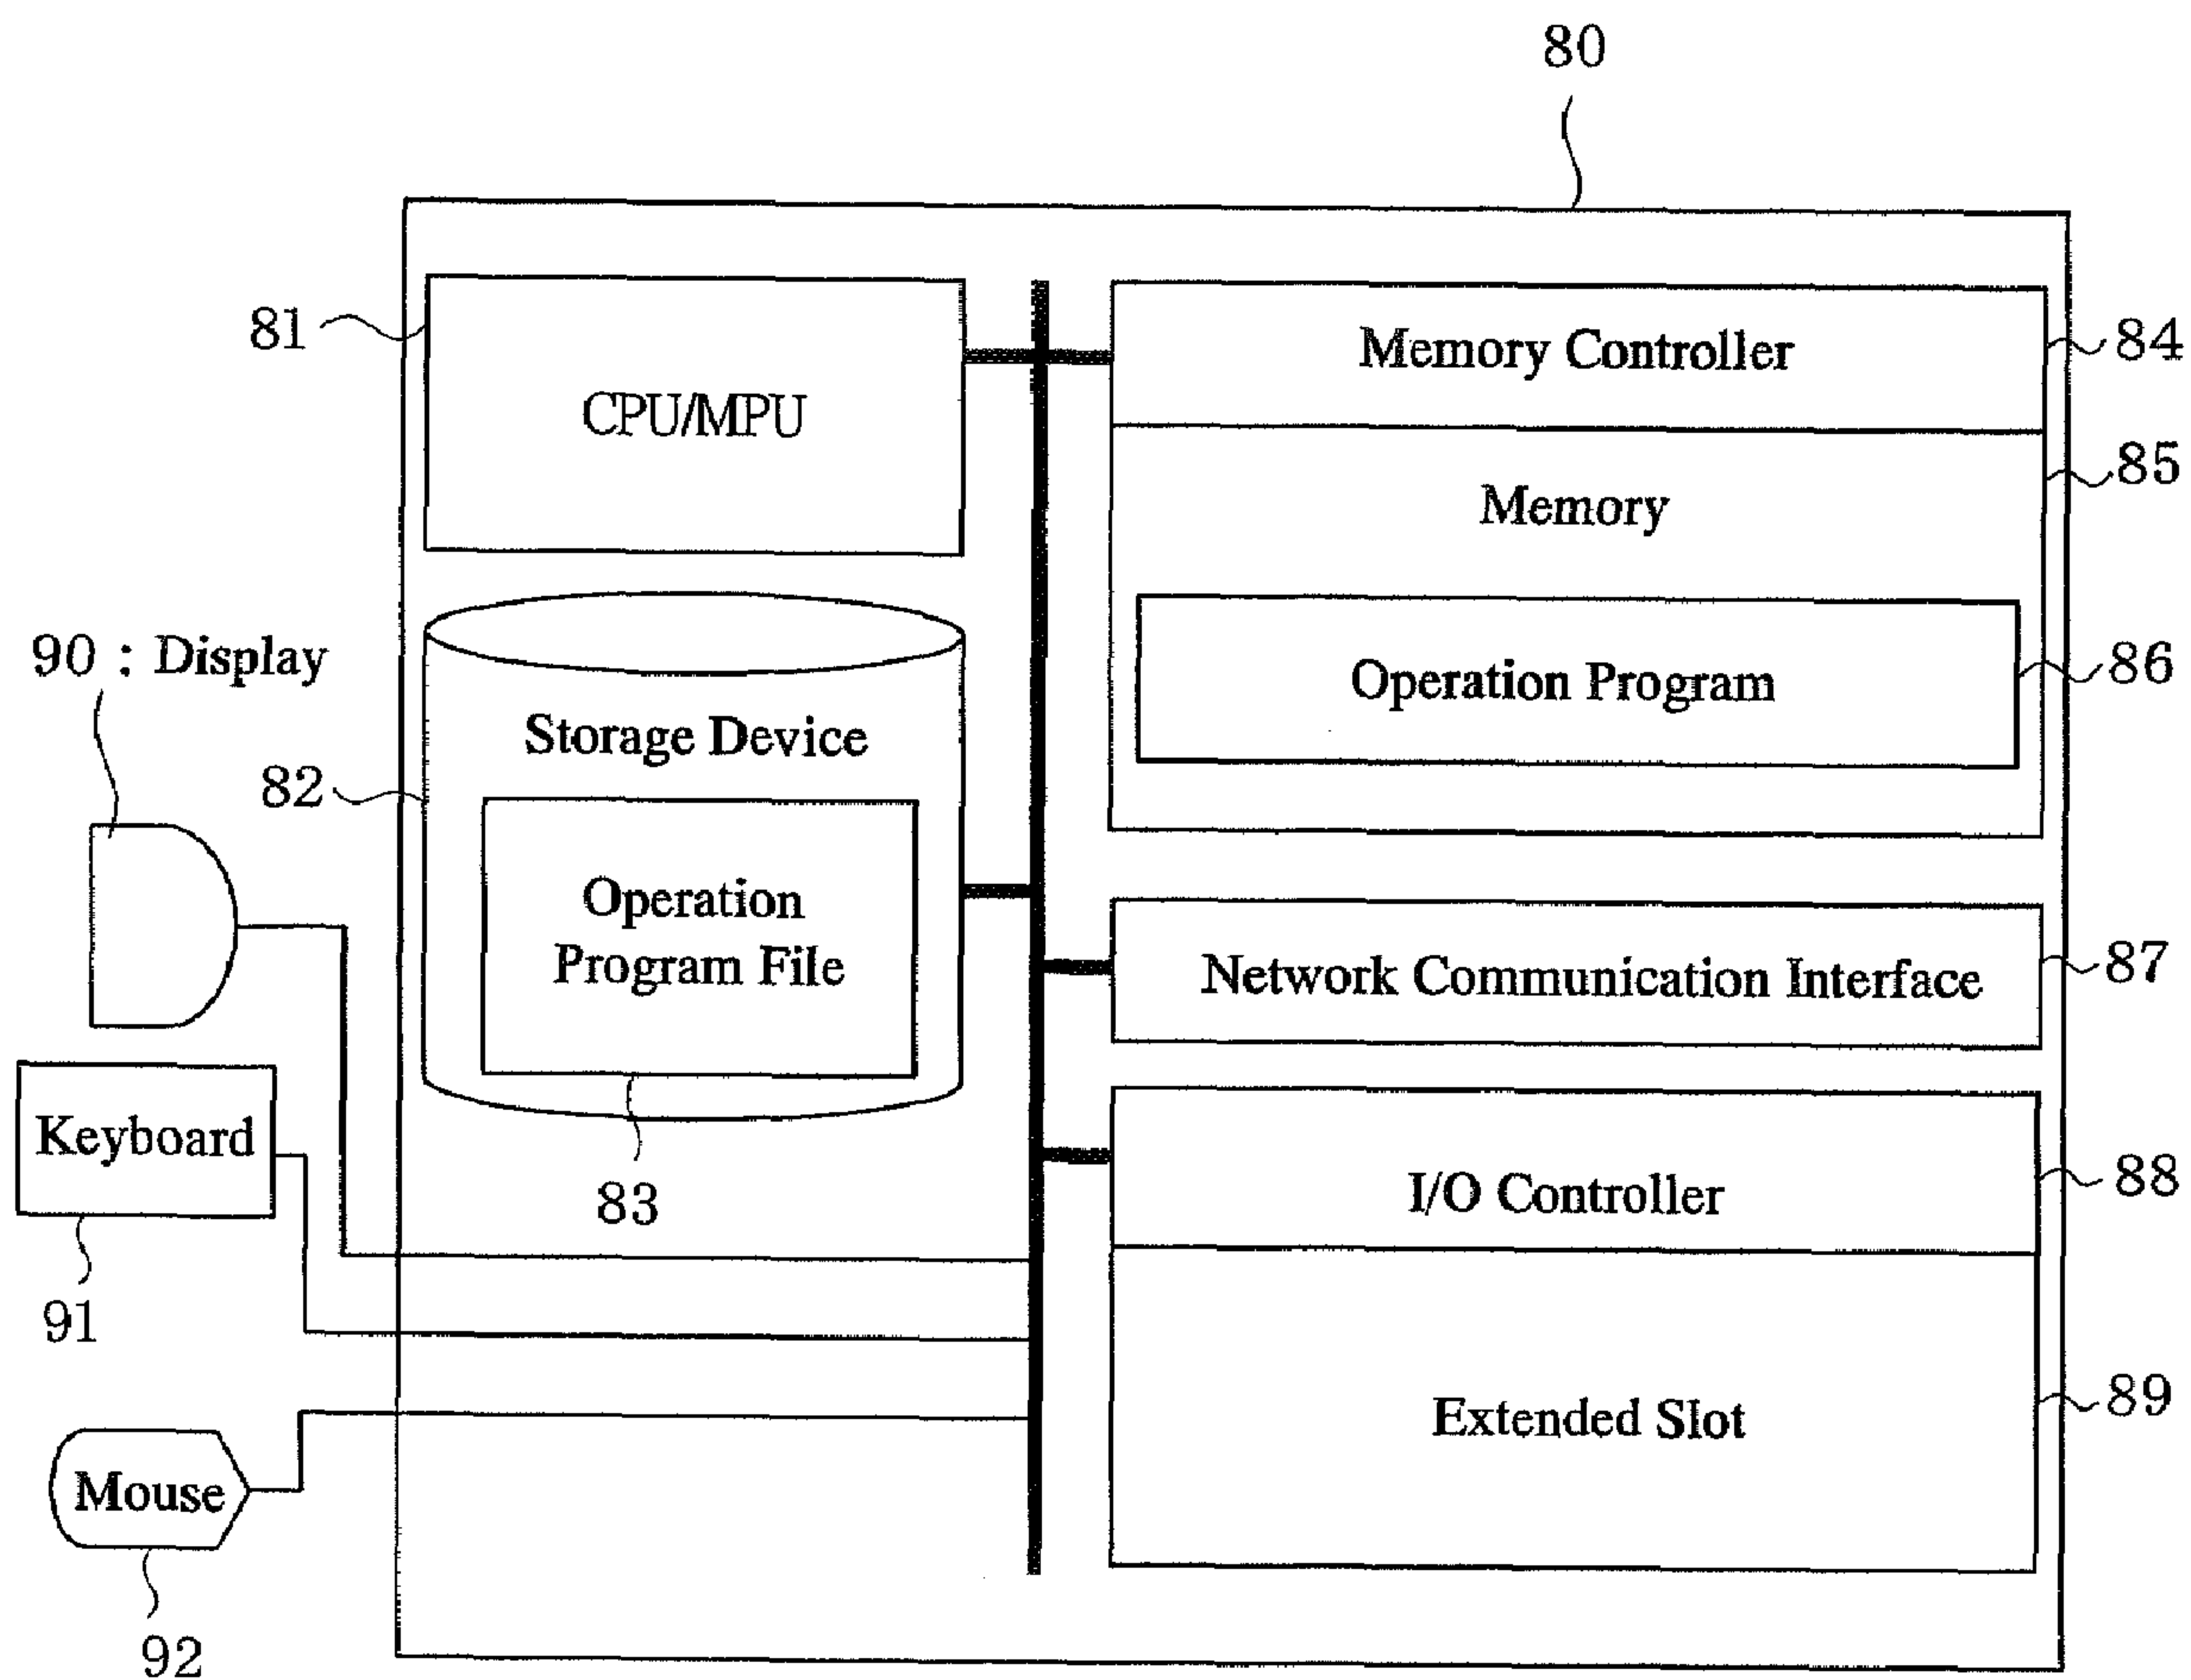 80
81
CPU/MPU
Memory Controller
84
Memory
85
Operation Program
86
90 : Display
Storage Device
82
Operation
Program File
83
Network Communication Interface
87
Keyboard
91
I/O Controller
88
Extended Slot
89
Mouse
92